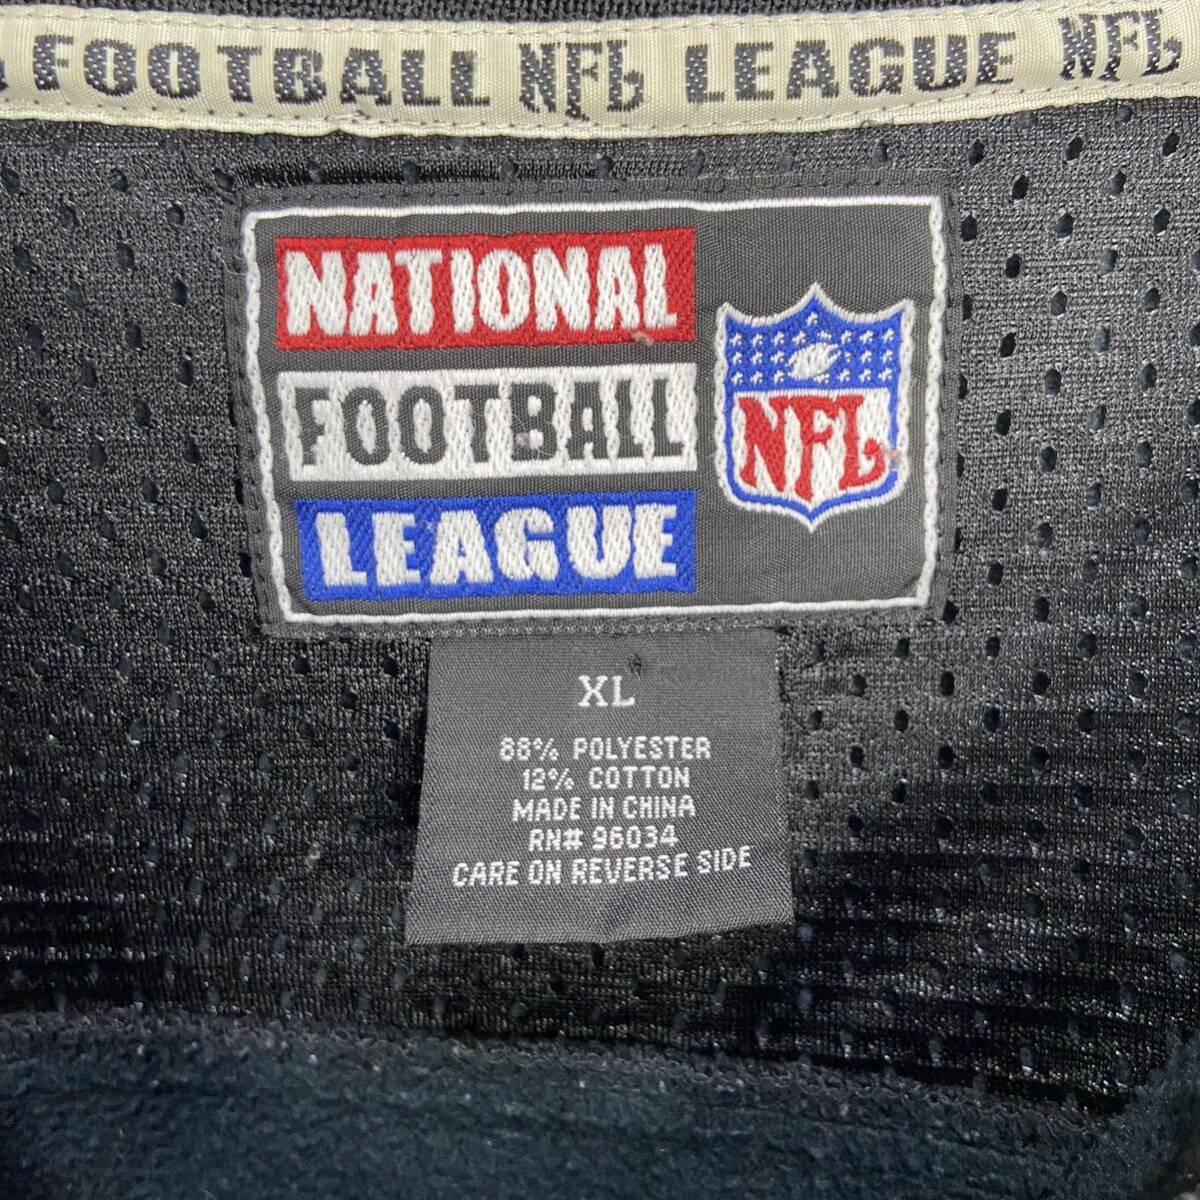 FOOTBALL NFL LEAGUE NFL
NATIONAL
FOOTBALL
LEAGUE
NFL
XL
88% POLYESTER
12% COTTON
MADE IN CHINA
RN# 96034
CARE ON REVERSE SIDE